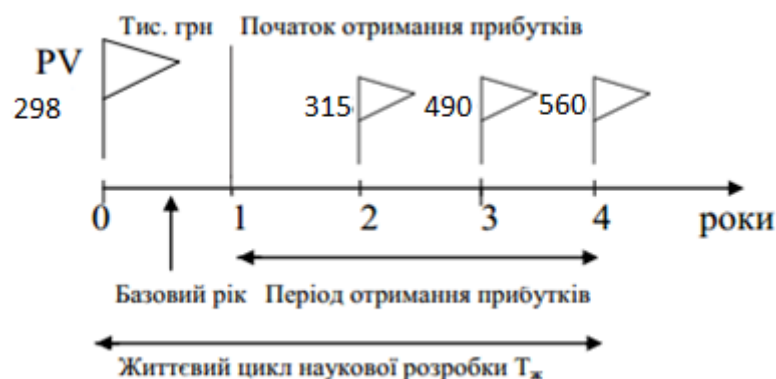 Тис. грн Початок отримання прибутків
PV
298 315 490 560
0 1 2 3 4 роки
Базовий рік Період отримання прибутків
Життєвий цикл наукової розробки Тж